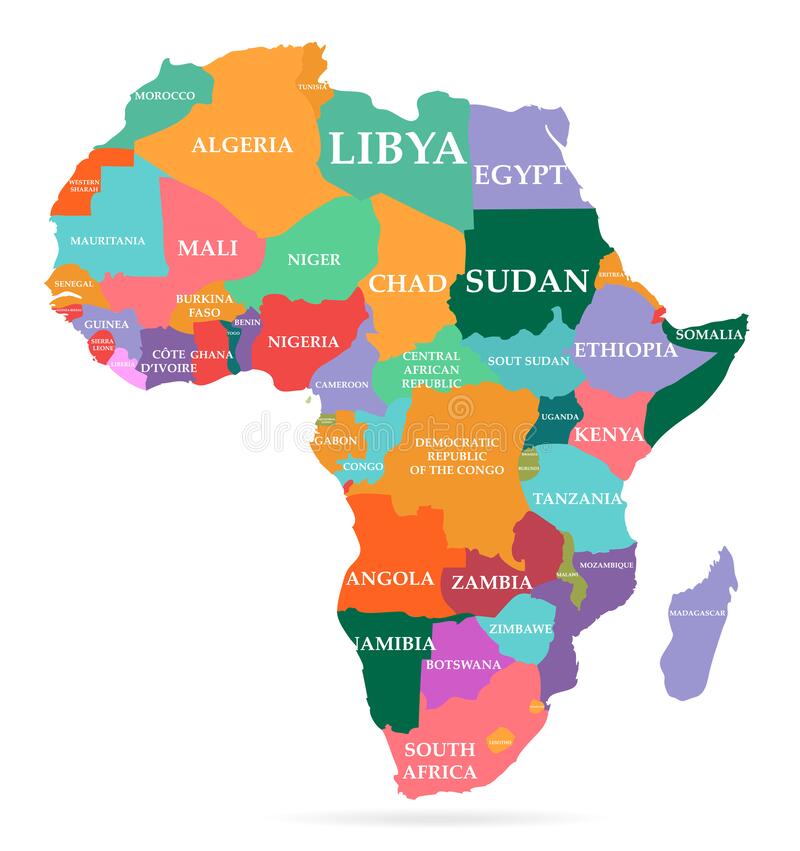 MOROCCO
TUNISIA
ALGERIA
LIBYA
EGYPT
WESTERN
SHARAH
MAURITANIA
MALI
NIGER
CHAD
SUDAN
ERITREA
SENEGAL
BURKINA
FASO
GUINEA
SIERRA
LEONE
LIBERIA
CÔTE
D'IVOIRE
GHANA
TOGO
BENIN
NIGERIA
CAMEROON
CENTRAL
AFRICAN
REPUBLIC
SOUT SUDAN
ETHIOPIA
SOMALIA
UGANDA
KENYA
GABON
CONGO
DEMOCRATIC
REPUBLIC
OF THE CONGO
BURUNDI
TANZANIA
ANGOLA
ZAMBIA
MALAWI
MOZAMBIQUE
MADAGASCAR
NAMIBIA
ZIMBAWE
BOTSWANA
SOUTH
AFRICA
LESOTHO
dreamstime